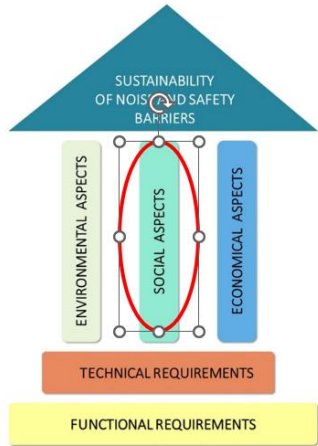 SUSTAINABILITY
OF NOISE AND SAFETY
BARRIERS
ENVIRONMENTAL ASPECTS
SOCIAL ASPECTS
ECONOMICAL ASPECTS
TECHNICAL REQUIREMENTS
FUNCTIONAL REQUIREMENTS